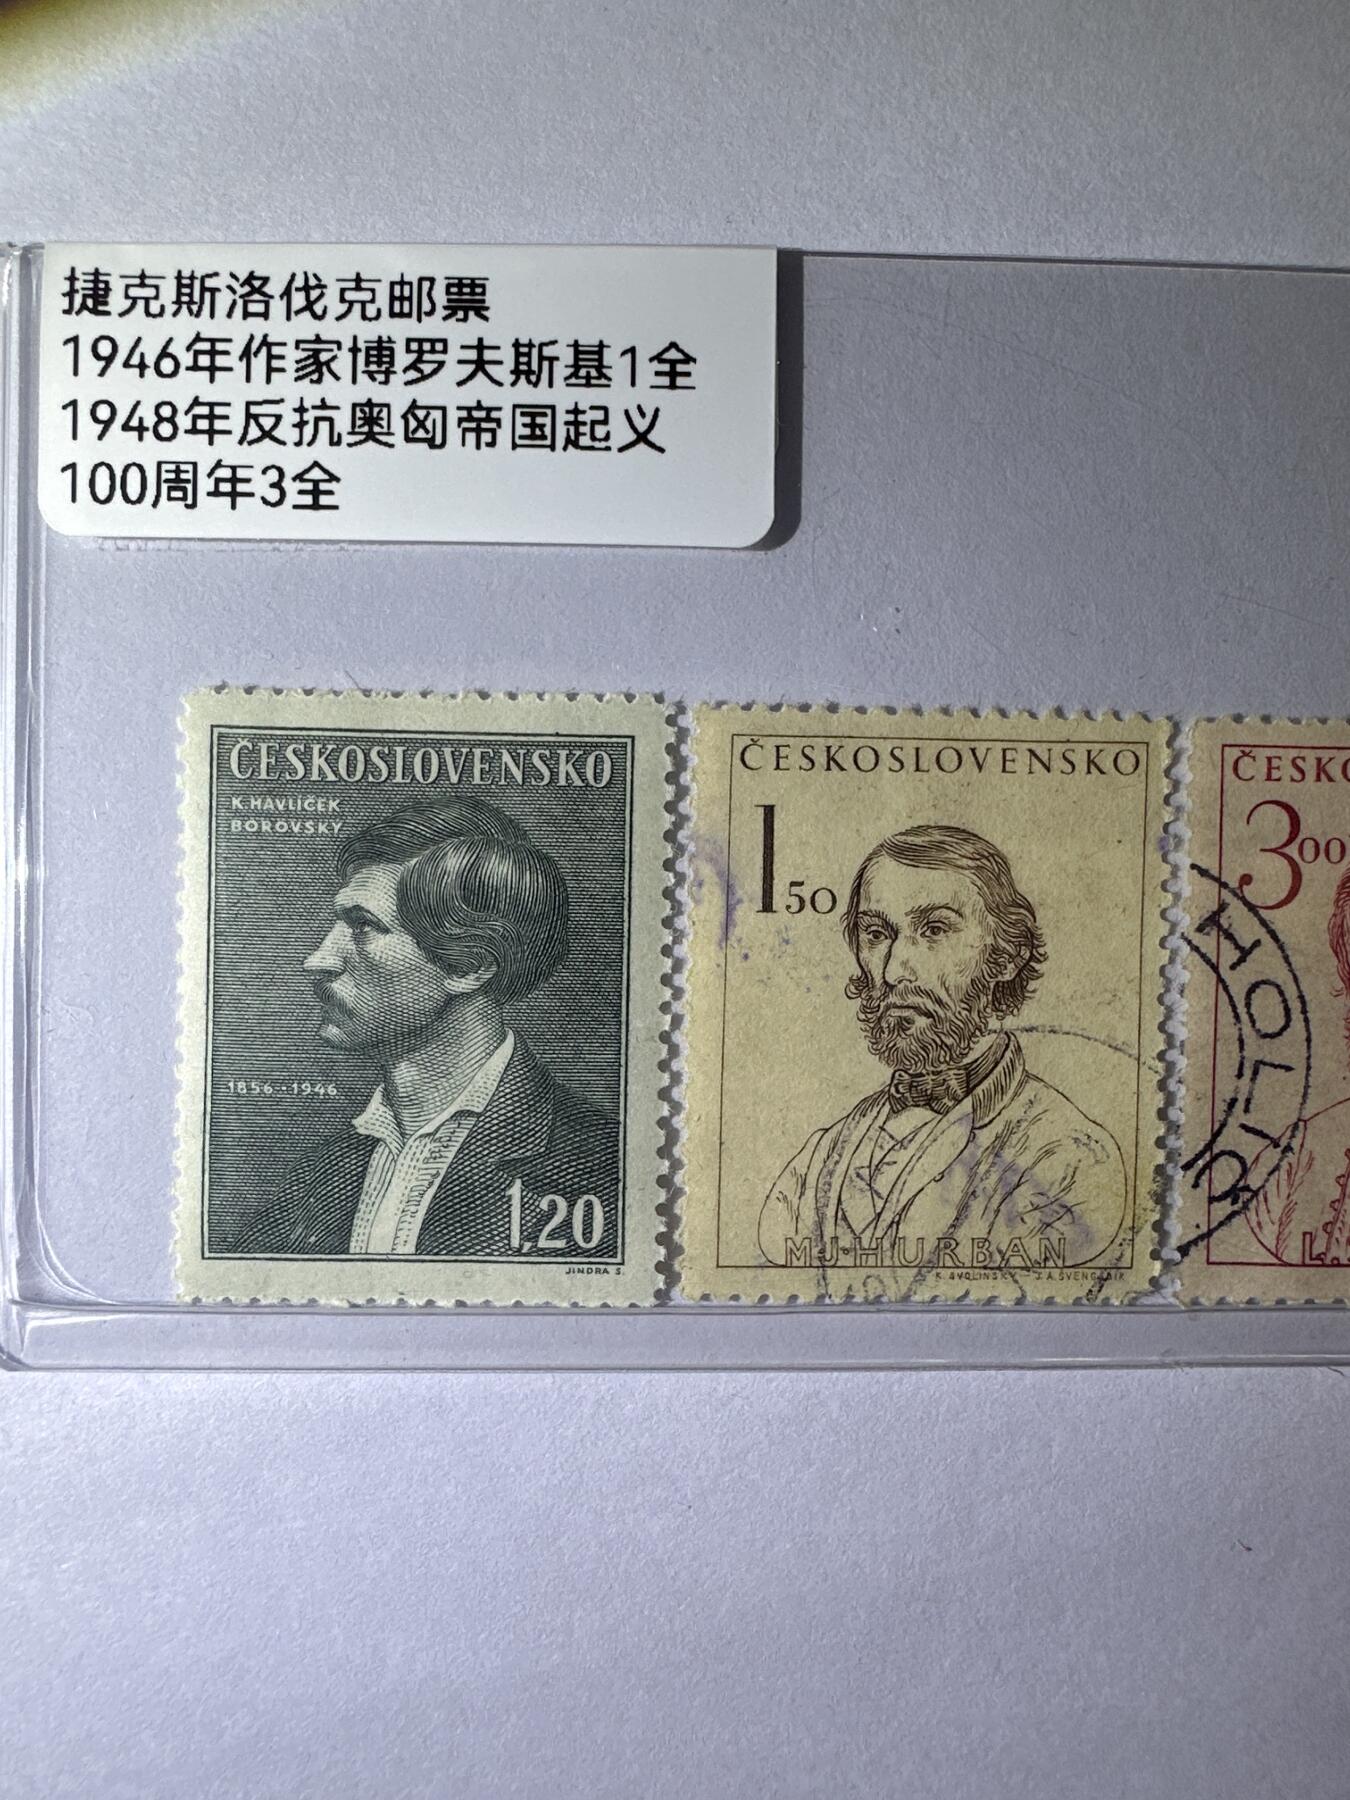 捷克斯洛伐克邮票
1946年作家博罗夫斯基1全
1948年反抗奥匈帝国起义
100周年3全
ČESKOSLOVENSKO
K.HAVLÍČEK
BOROVSKÝ
1856·1946
1,20
JINDRA S.
ČESKOSLOVENSKO
1 50
M·J·HURBAN
K. SVOLINSKÝ — J.A. ŠVENGSBÍR
ČESKO
3 00
HOLI
L.